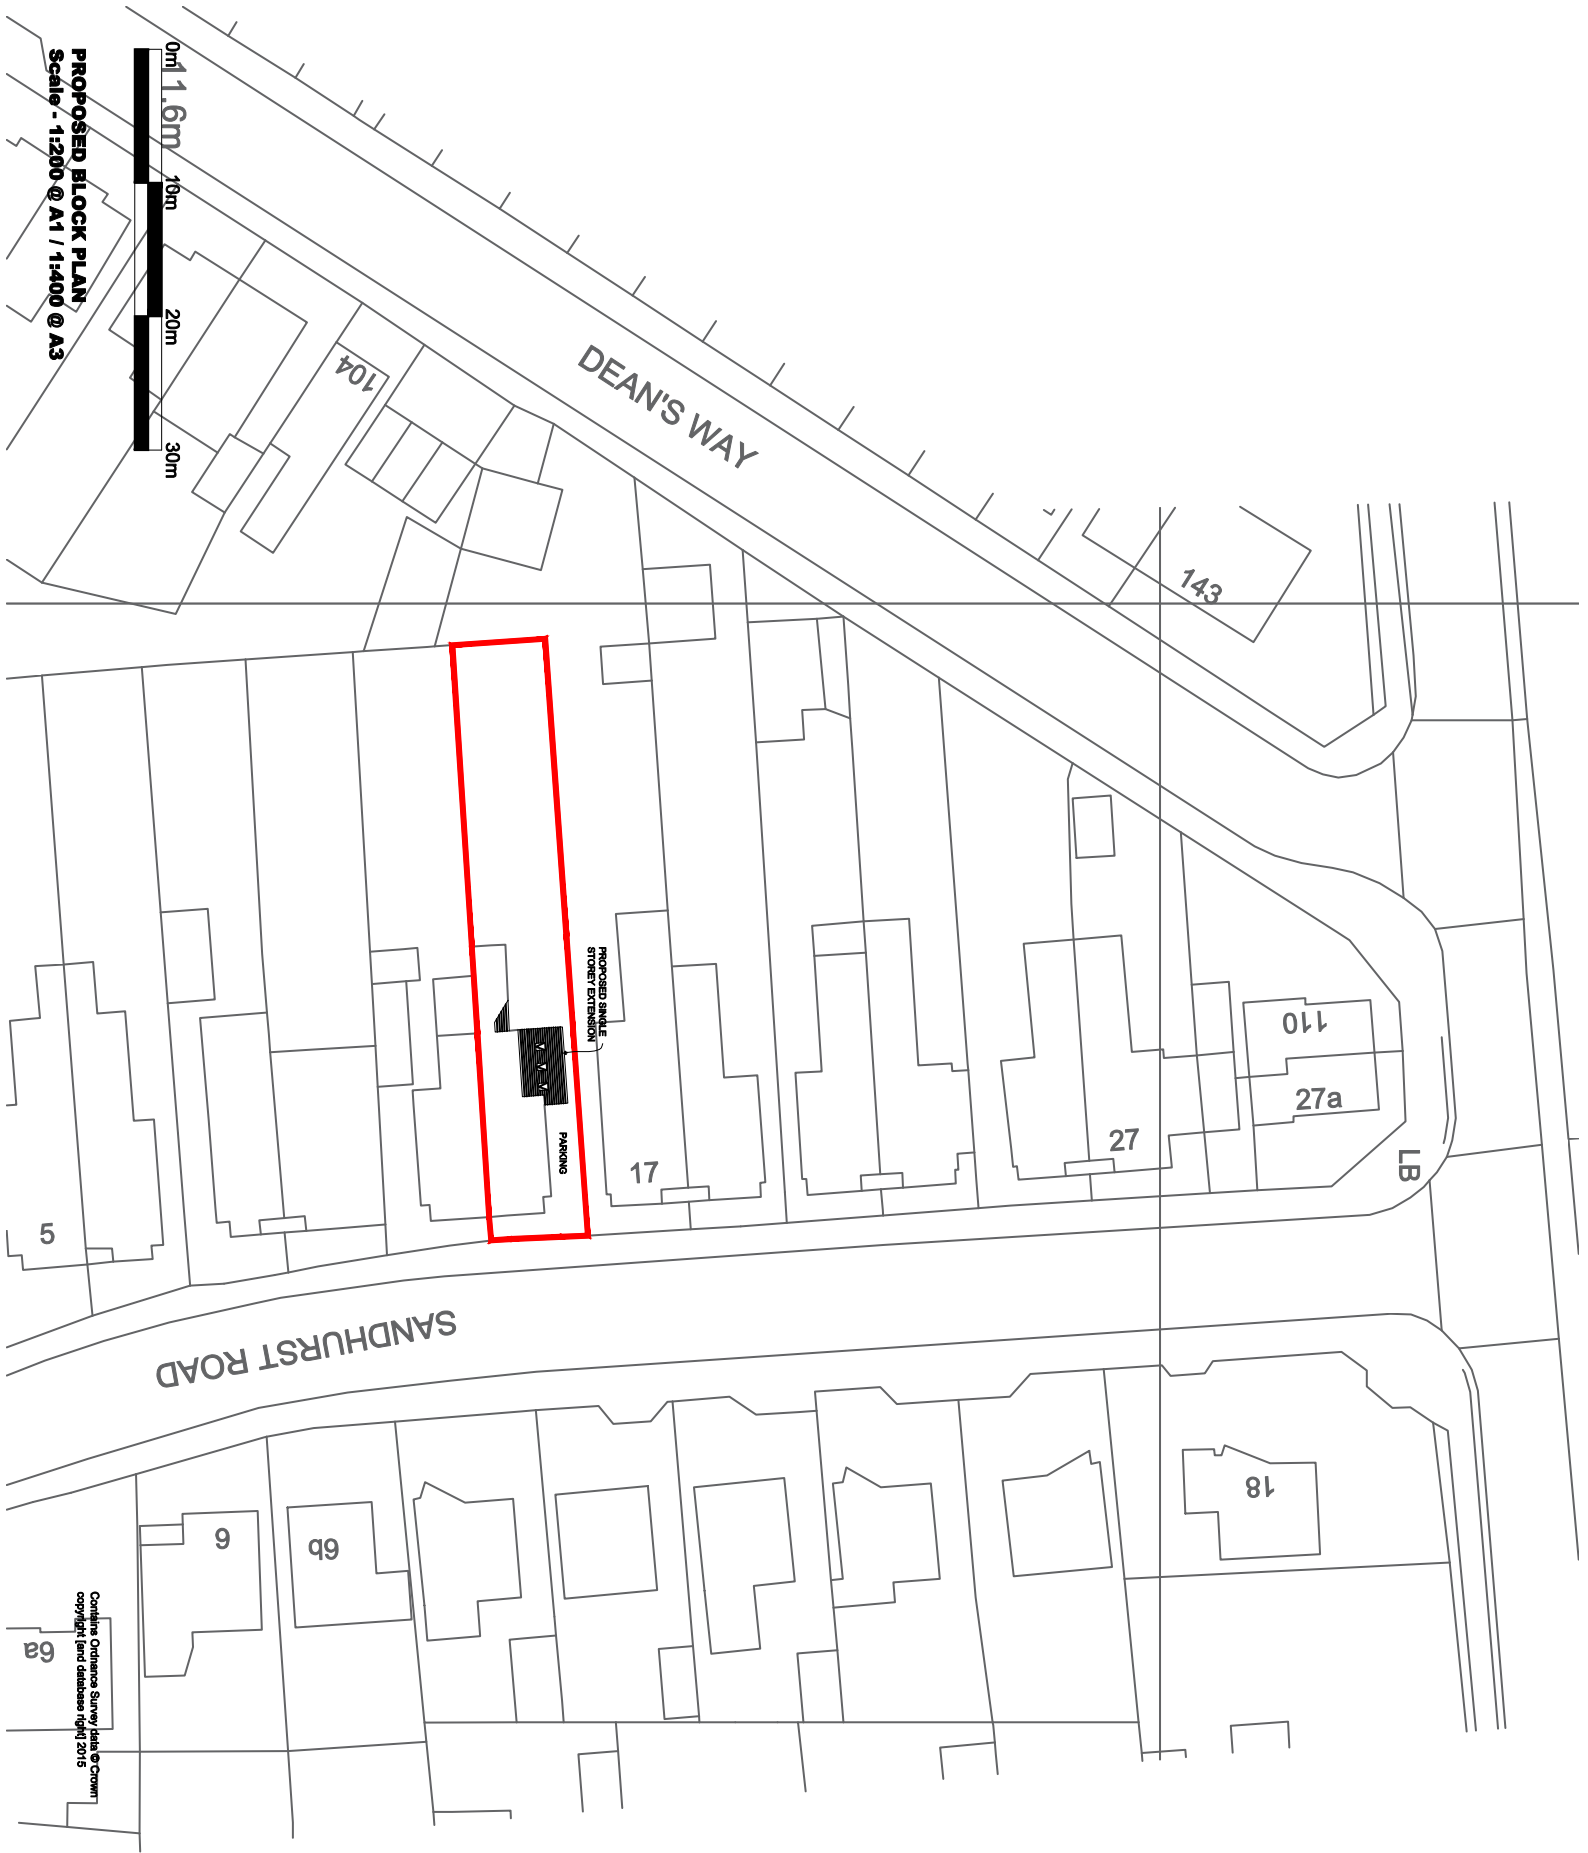 PROPOSED BLOCK PLAN
Scale - 1:200 @ A1 / 1:400 @ A3
0m
10m
20m
30m
11.6m
104
DEAN'S WAY
143
PROPOSED SINGLE
STOREY EXTENSION
PARKING
17
27
110
27a
LB
5
SANDHURST ROAD
6
6b
18
6a
Contains Ordnance Survey data © Crown
copyright [and database right] 2015